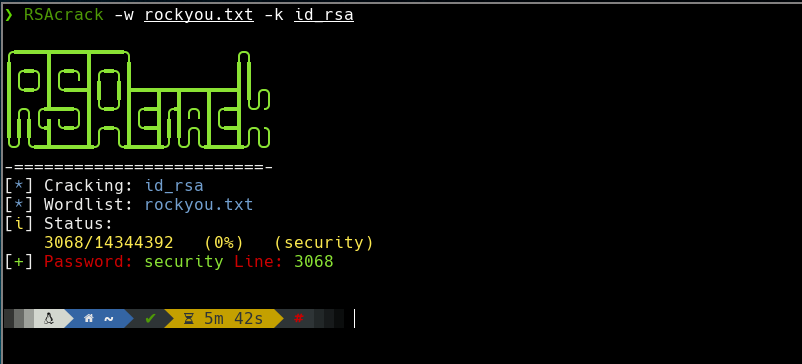 ❯ RSAcrack -w rockyou.txt -k id_rsa
RSAcrack
-=========================-
[*] Cracking: id_rsa
[*] Wordlist: rockyou.txt
[i] Status:
3068/14344392 (0%) (security)
[+] Password: security Line: 3068
~ ✔ 5m 42s #